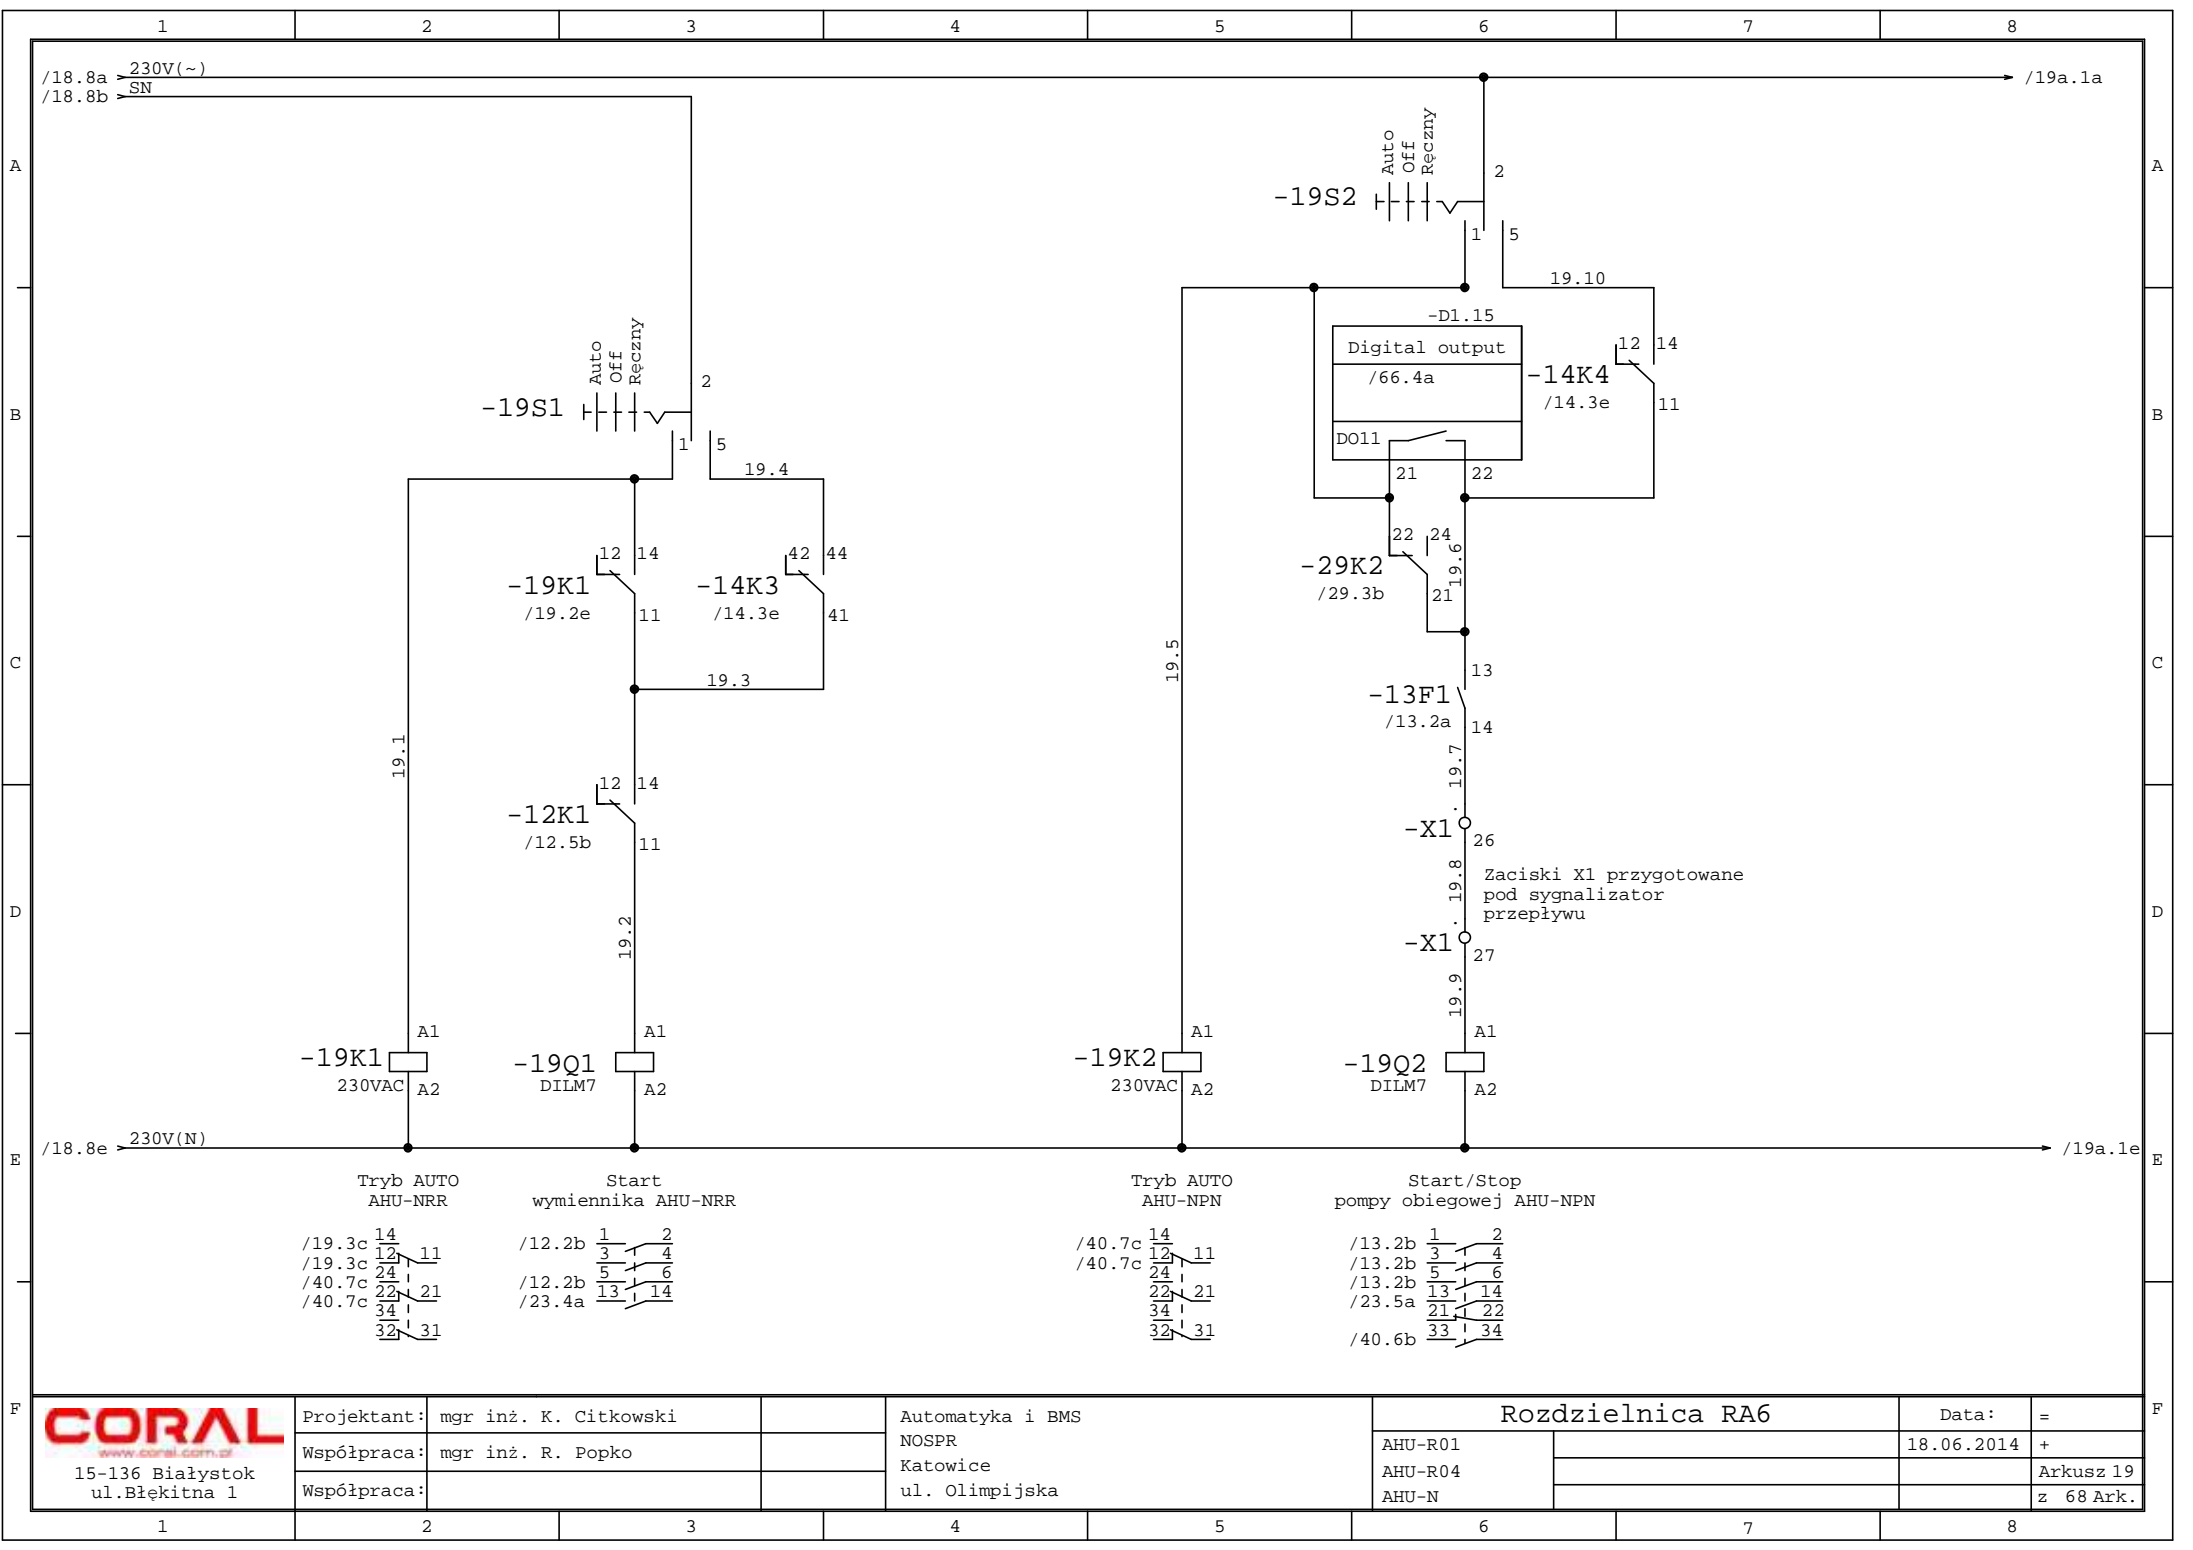 1 2 3 4 5 6 7 8
/18.8a 230V(~) /19a.1a
/18.8b SN
A A
Auto
Off
Ręczny
2
-19S2
1 5
19.10
-D1.15
Digital output
/66.4a
DO11
21 22
12 14
-14K4
/14.3e
11
Auto
Off
Ręczny
2
-19S1
1 5
19.4
B B
12 14
-19K1
/19.2e
11
42 44
-14K3
/14.3e
41
22 24
-29K2
/29.3b
21
19.6
19.3
19.5
C C
13
-13F1
/13.2a
14
19.7
19.1
12 14
-12K1
/12.5b
11
-X1
26
19.8
Zaciski X1 przygotowane
pod sygnalizator
przepływu
D D
19.2
-X1
27
19.9
A1
-19K1
230VAC
A2
A1
-19Q1
DILM7
A2
A1
-19K2
230VAC
A2
A1
-19Q2
DILM7
A2
/18.8e 230V(N) /19a.1e
E E
Tryb AUTO
AHU-NRR
14
/19.3c 12 11
/19.3c 24
/40.7c 22 21
/40.7c 34
32 31
Start
wymiennika AHU-NRR
/12.2b 1 2
3 4
/12.2b 5 6
/23.4a 13 14
Tryb AUTO
AHU-NPN
14
/40.7c 12 11
/40.7c 24
22 21
34
32 31
Start/Stop
pompy obiegowej AHU-NPN
/13.2b 1 2
/13.2b 3 4
/13.2b 5 6
/23.5a 13 14
21 22
/40.6b 33 34
F F
CORAL
www.coral.com.pl
15-136 Białystok
ul.Błękitna 1
Projektant: mgr inż. K. Citkowski
Współpraca: mgr inż. R. Popko
Współpraca:
Automatyka i BMS
NOSPR
Katowice
ul. Olimpijska
Rozdzielnica RA6
AHU-R01
AHU-R04
AHU-N
Data:
18.06.2014
=
+
Arkusz 19
z 68 Ark.
1 2 3 4 5 6 7 8